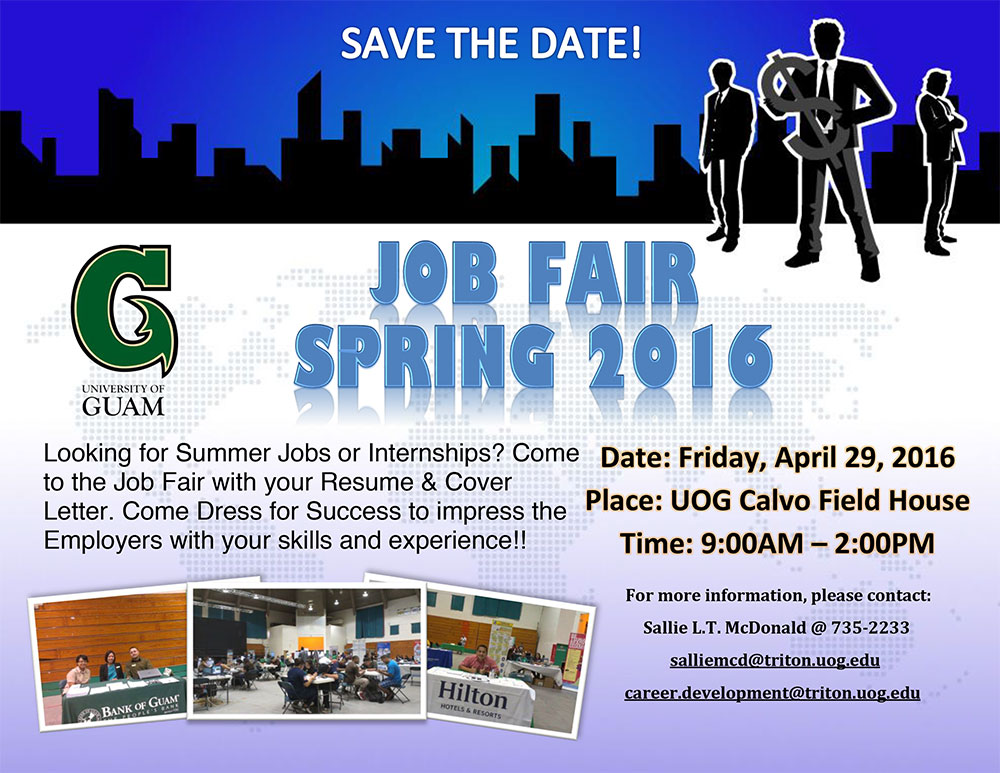 SAVE THE DATE!
JOB FAIR
SPRING 2016
UNIVERSITY OF
GUAM
Looking for Summer Jobs or Internships? Come
to the Job Fair with your Resume & Cover
Letter. Come Dress for Success to impress the
Employers with your skills and experience!!
Date: Friday, April 29, 2016
Place: UOG Calvo Field House
Time: 9:00AM – 2:00PM
For more information, please contact:
Sallie L.T. McDonald @ 735-2233
salliemcd@triton.uog.edu
career.development@triton.uog.edu
BANK OF GUAM
PEOPLE'S BANK
Hilton
HOTELS & RESORTS